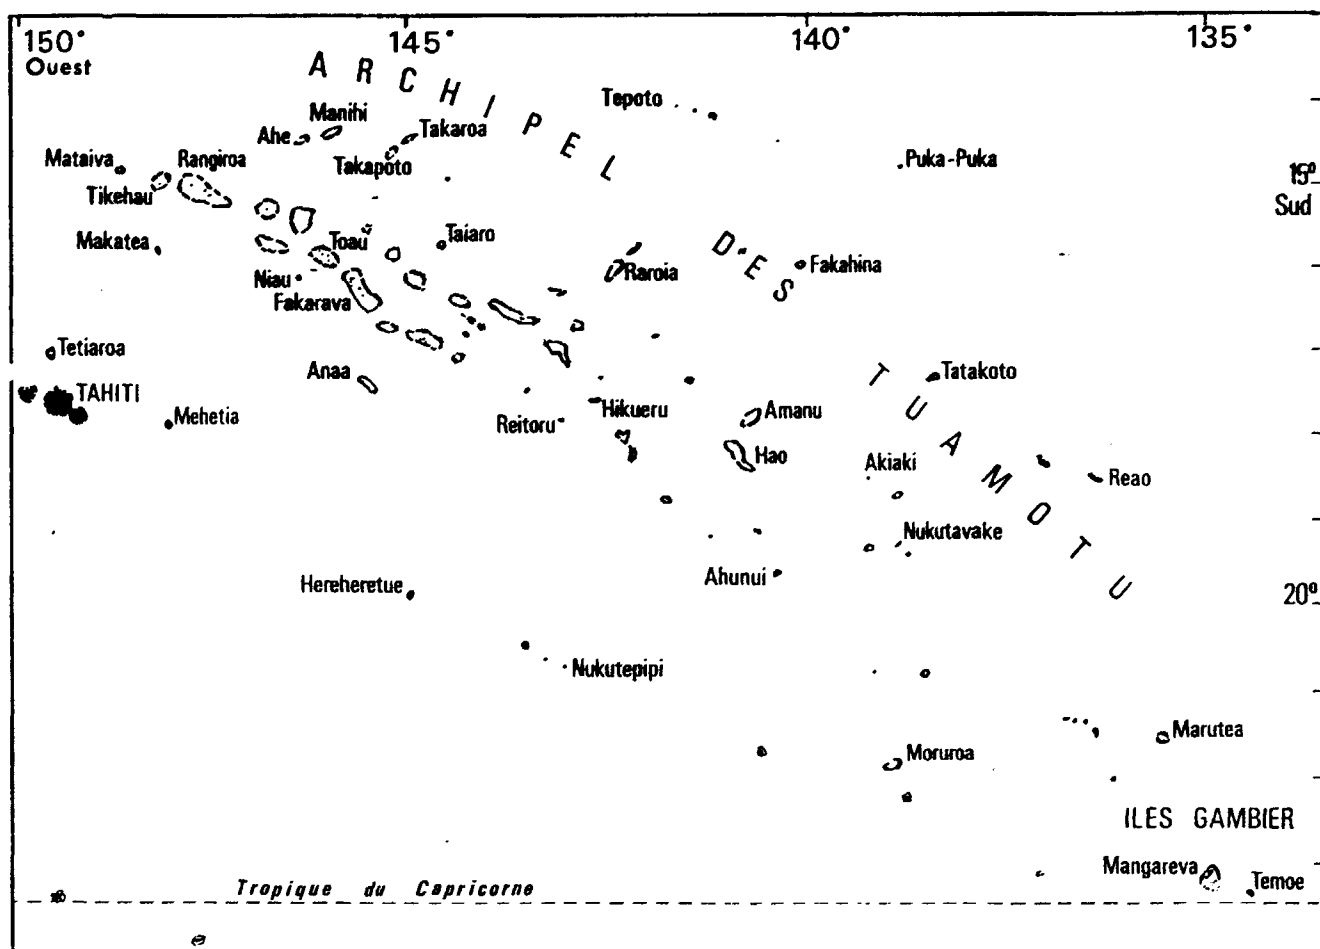 150°
Ouest
145°
140°
135°
ARCHIPEL
DES
TUAMOTU
Tepoto
Manihi
Ahe
Takaroa
Takapoto
Mataiva
Rangiroa
Tikehau
Puka-Puka
15°
Sud
Makatea
Toau
Taiaro
Niau
Fakarava
Raroia
Fakahina
Tetiaroa
TAHITI
Anaa
Mehetia
Reitoru
Hikueru
Amanu
Hao
Tatakoto
Akiaki
Reao
Nukutavake
Ahunui
Hereheretue
20°
Nukutepipi
Marutea
Moruroa
ILES GAMBIER
Mangareva
Temoe
Tropique du Capricorne